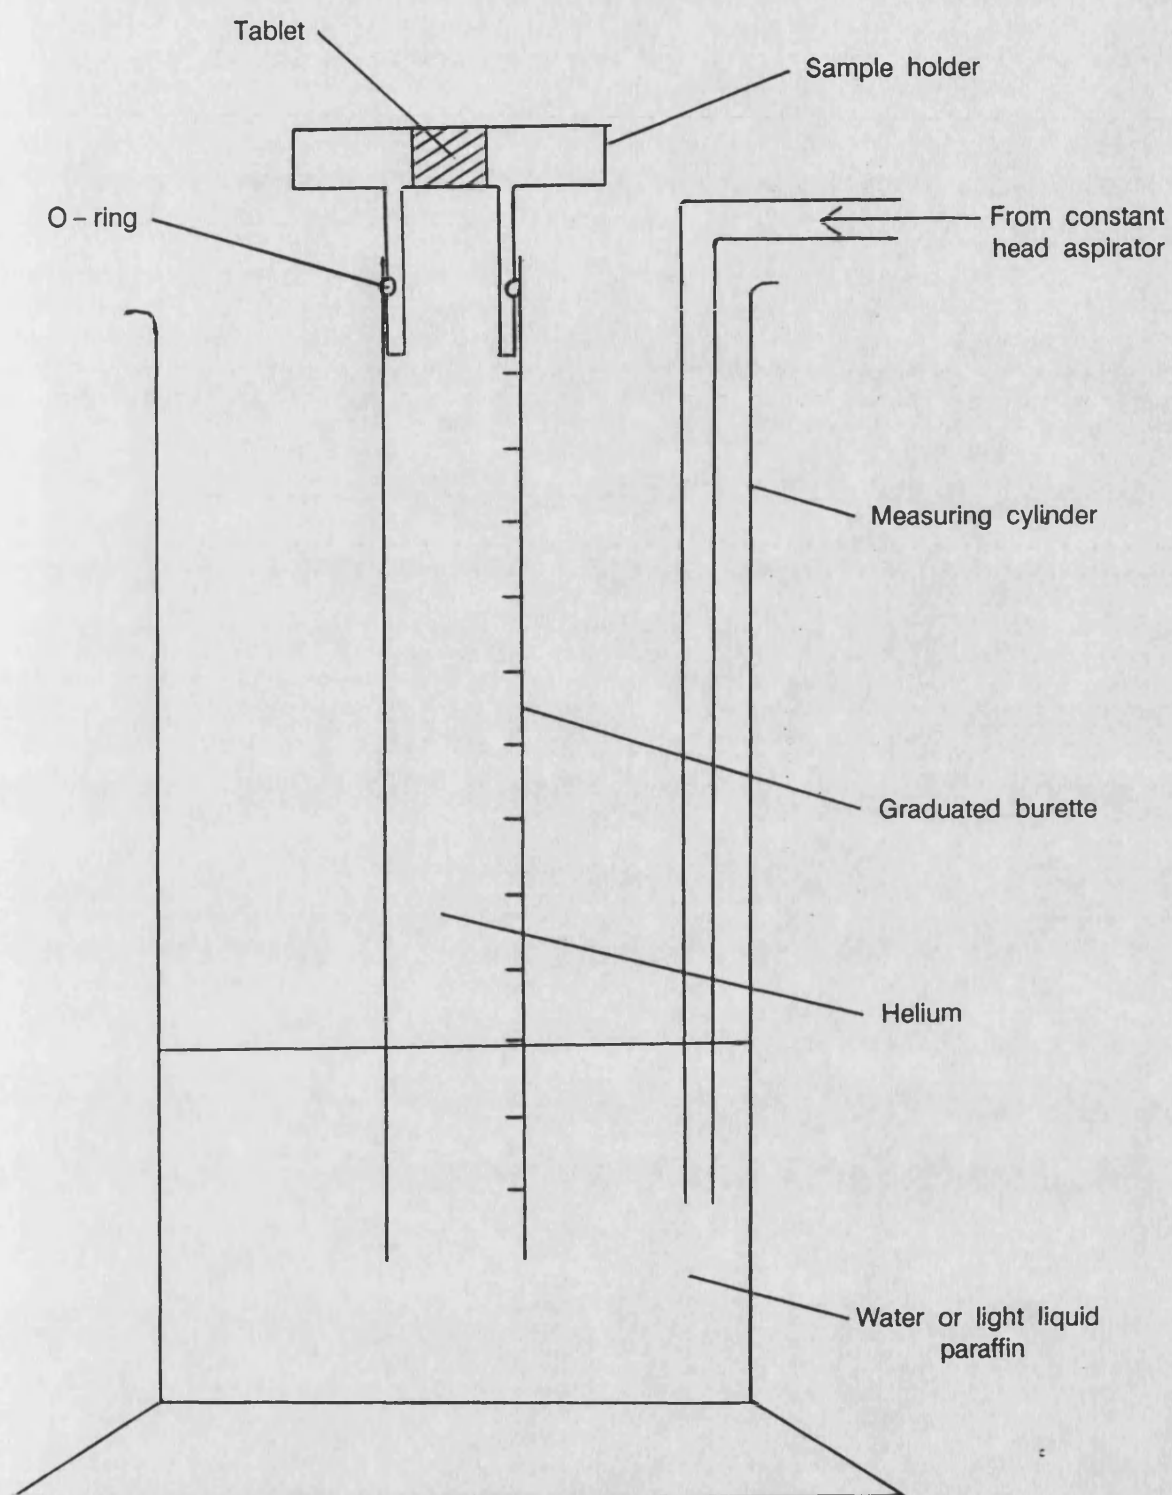 Tablet
Sample holder
O-ring
From constant
head aspirator
Measuring cylinder
Graduated burette
Helium
Water or light liquid
paraffin